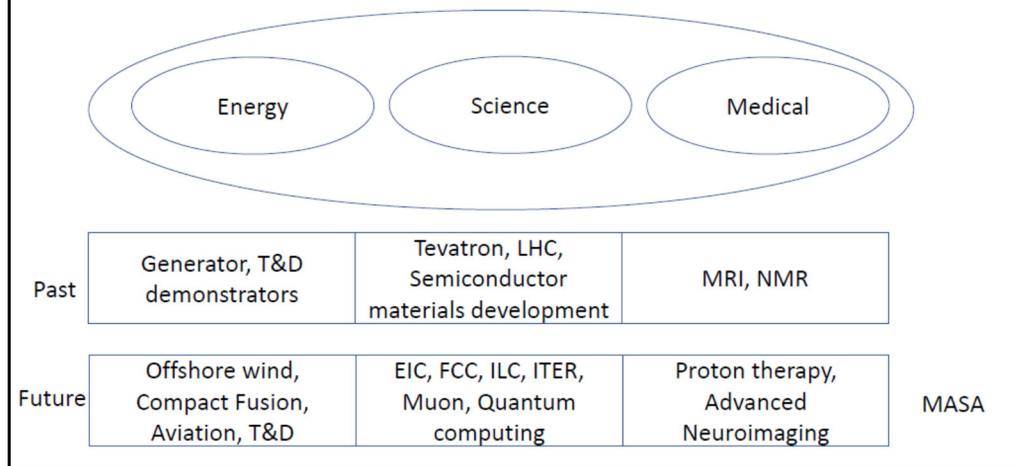 Energy
Science
Medical
Past
Generator, T&D
demonstrators
Tevatron, LHC,
Semiconductor
materials development
MRI, NMR
Future
Offshore wind,
Compact Fusion,
Aviation, T&D
EIC, FCC, ILC, ITER,
Muon, Quantum
computing
Proton therapy,
Advanced
Neuroimaging
MASA